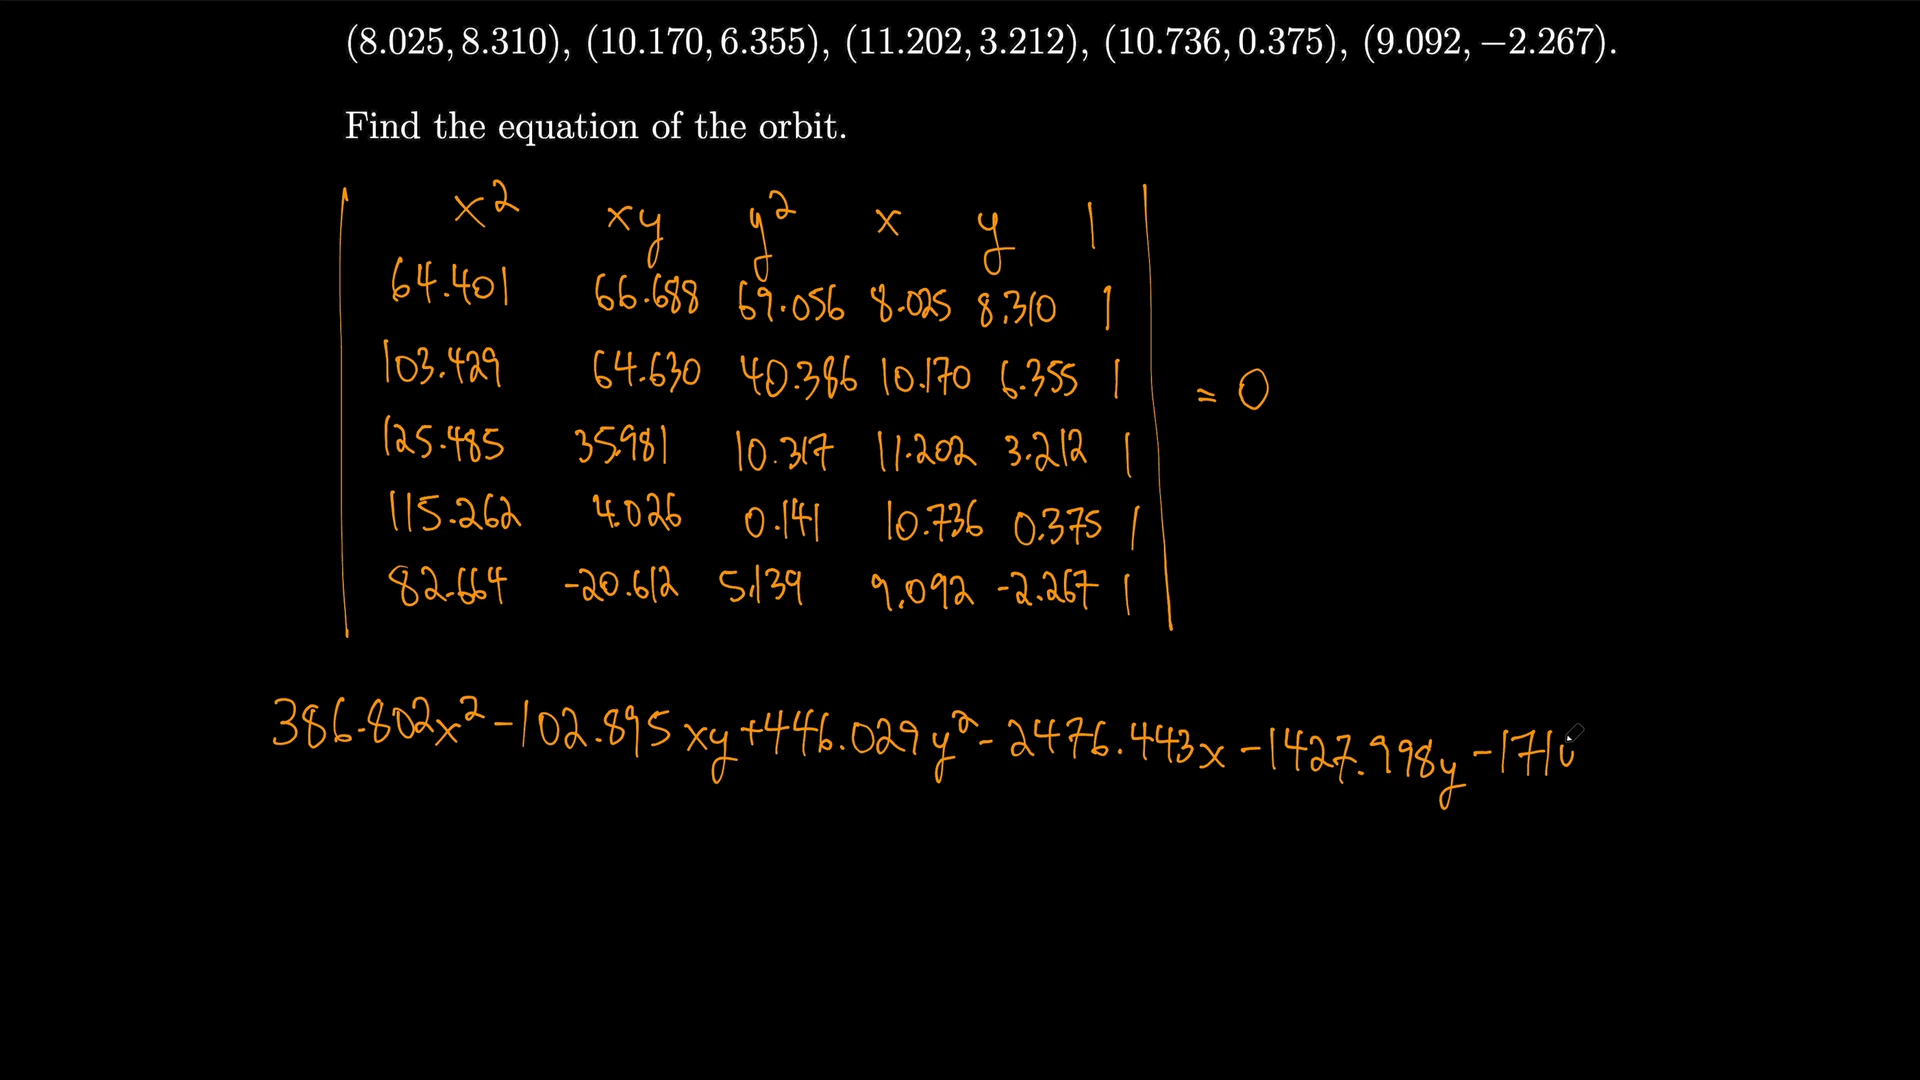 (8.025, 8.310), (10.170, 6.355), (11.202, 3.212), (10.736, 0.375), (9.092, −2.267).
Find the equation of the orbit.
x² xy y² x y 1
64.401 66.688 69.056 8.025 8.310 1
103.429 64.630 40.386 10.170 6.355 1
125.485 35.981 10.317 11.202 3.212 1
= 0
115.262 4.026 0.141 10.736 0.375 1
82.664 -20.612 5.139 9.092 -2.267 1
386.802x² - 102.895xy + 446.029y² - 2476.443x - 1427.998y - 171